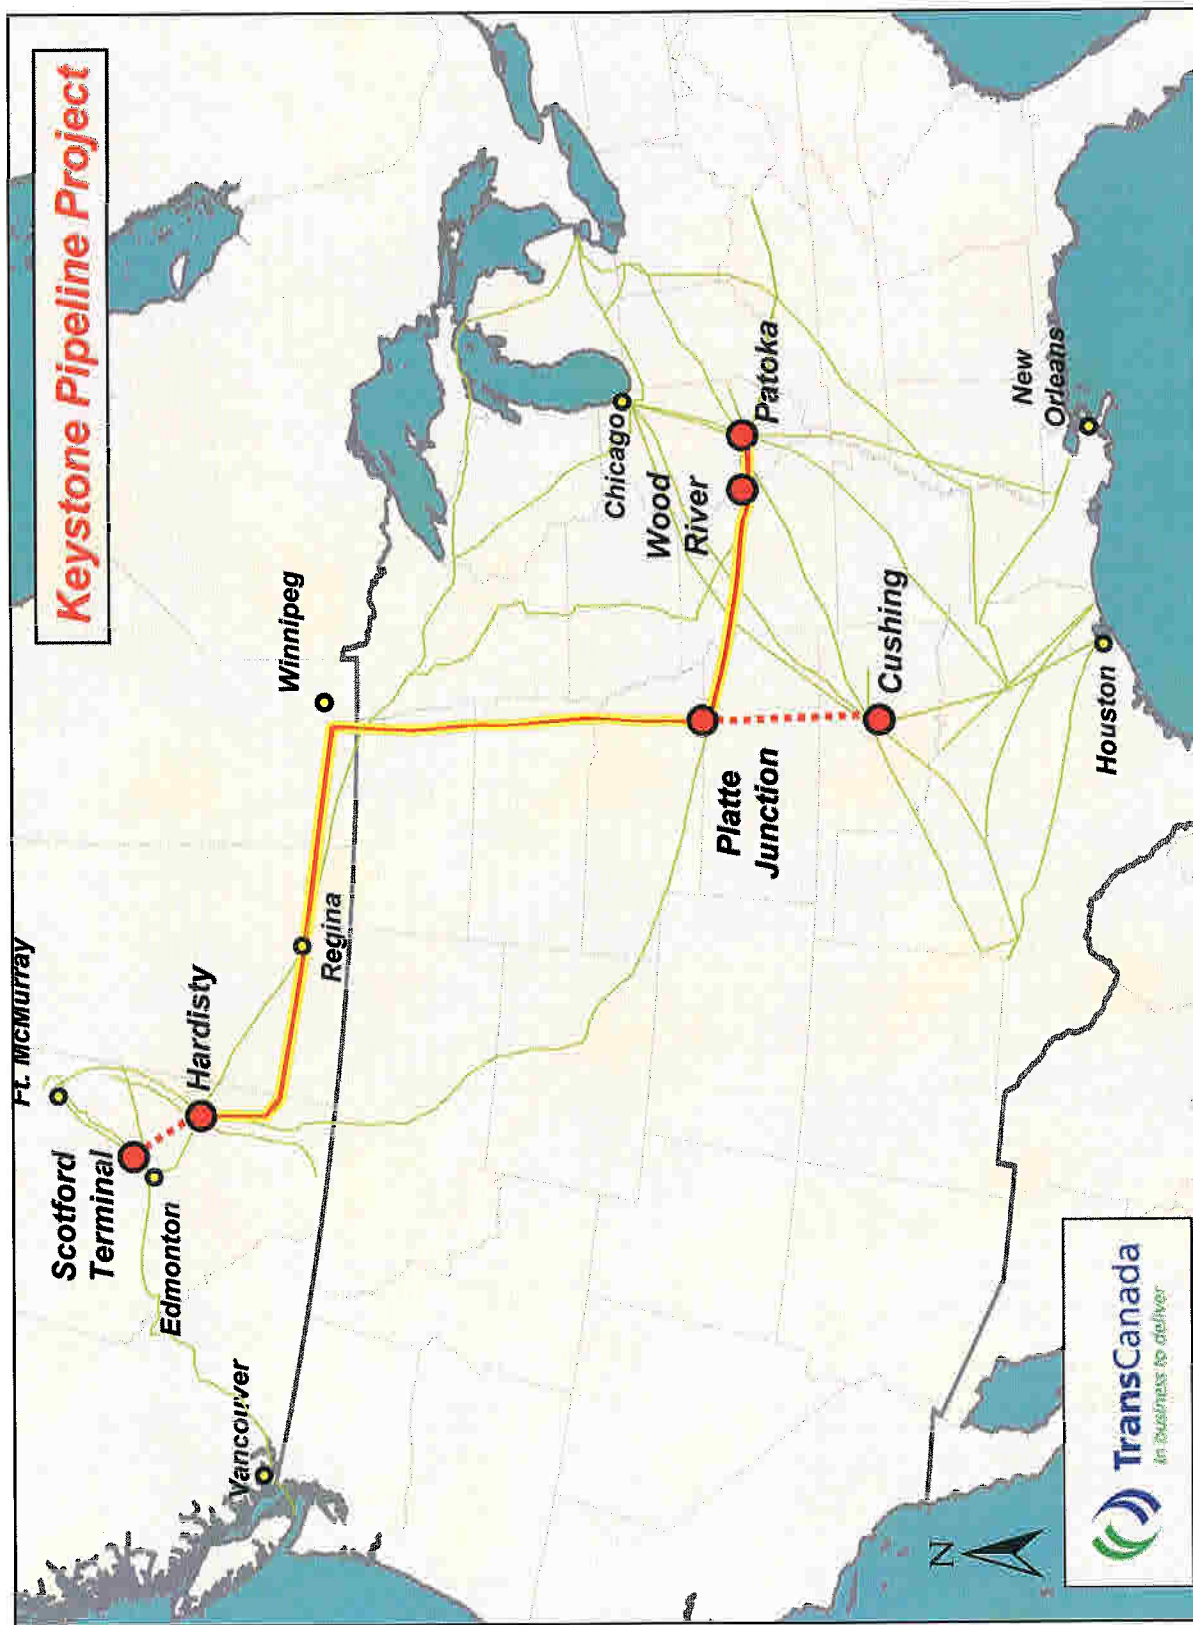 Keystone Pipeline Project
Ft. McMurray
Scotford
Terminal
Hardisty
Edmonton
Vancouver
Regina
Winnipeg
Chicago
Wood
River
Patoka
Platte
Junction
Cushing
Houston
New
Orleans
N
TransCanada
In business to deliver